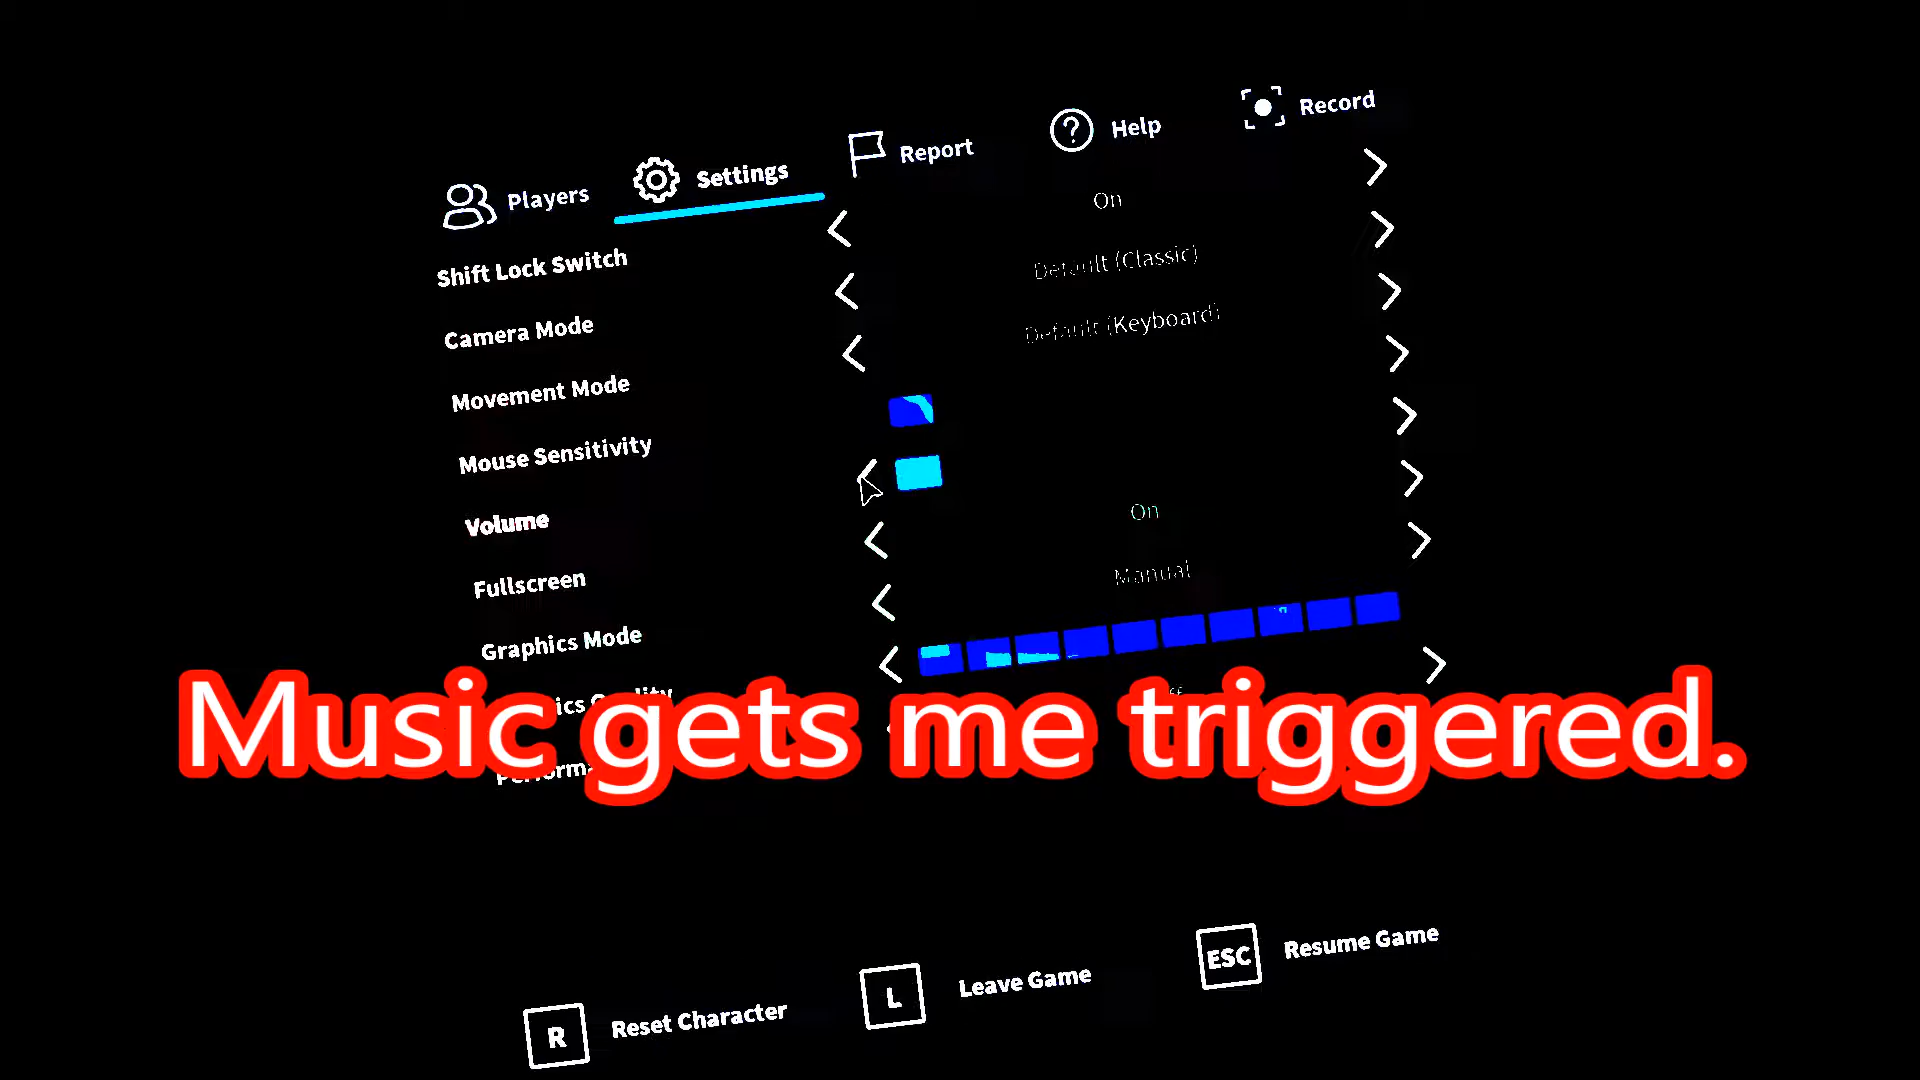 Players Settings Report Help Record
Shift Lock Switch On
Camera Mode Default (Classic)
Movement Mode Default (Keyboard)
Mouse Sensitivity
Volume
Fullscreen On
Graphics Mode Manual
Music gets me triggered.
R Reset Character L Leave Game ESC Resume Game